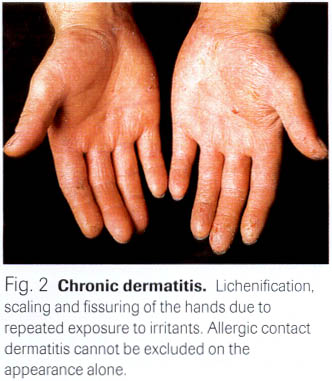 Fig. 2 Chronic dermatitis. Lichenification,
scaling and fissuring of the hands due to
repeated exposure to irritants. Allergic contact
dermatitis cannot be excluded on the
appearance alone.